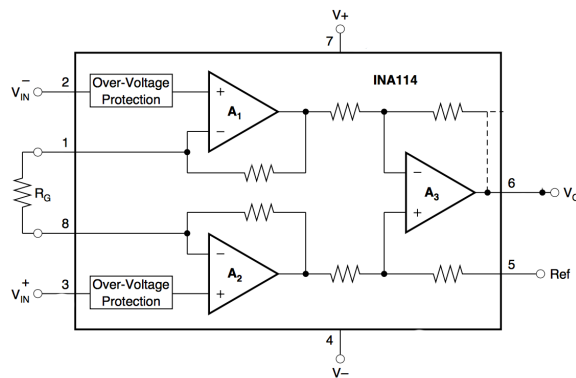 V+
7
INA114
V⁻IN
2
Over-Voltage
Protection
+
A1
−
1
RG
−
A3
+
6
VO
8
−
A2
+
V⁺IN
3
Over-Voltage
Protection
5
Ref
4
V−